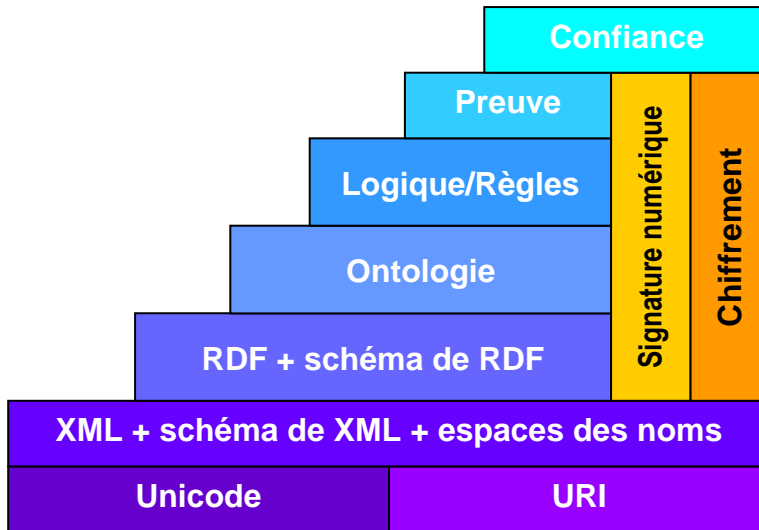 Confiance
Preuve
Logique/Règles
Ontologie
RDF + schéma de RDF
Signature numérique
Chiffrement
XML + schéma de XML + espaces des noms
Unicode
URI